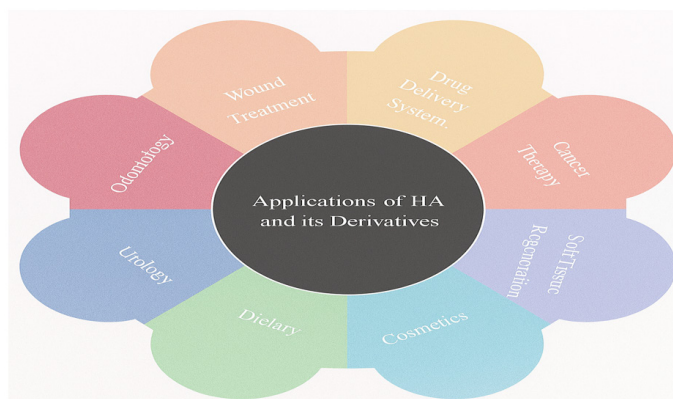 Wound
Treatment
Drug
Delivery
System.
Cancer
Therapy
Soft Tissue
Regeneration
Cosmetics
Dielary
Urology
Odontology
Applications of HA
and its Derivatives